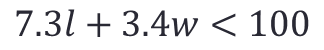 7.3𝑙 + 3.4𝑤 < 100